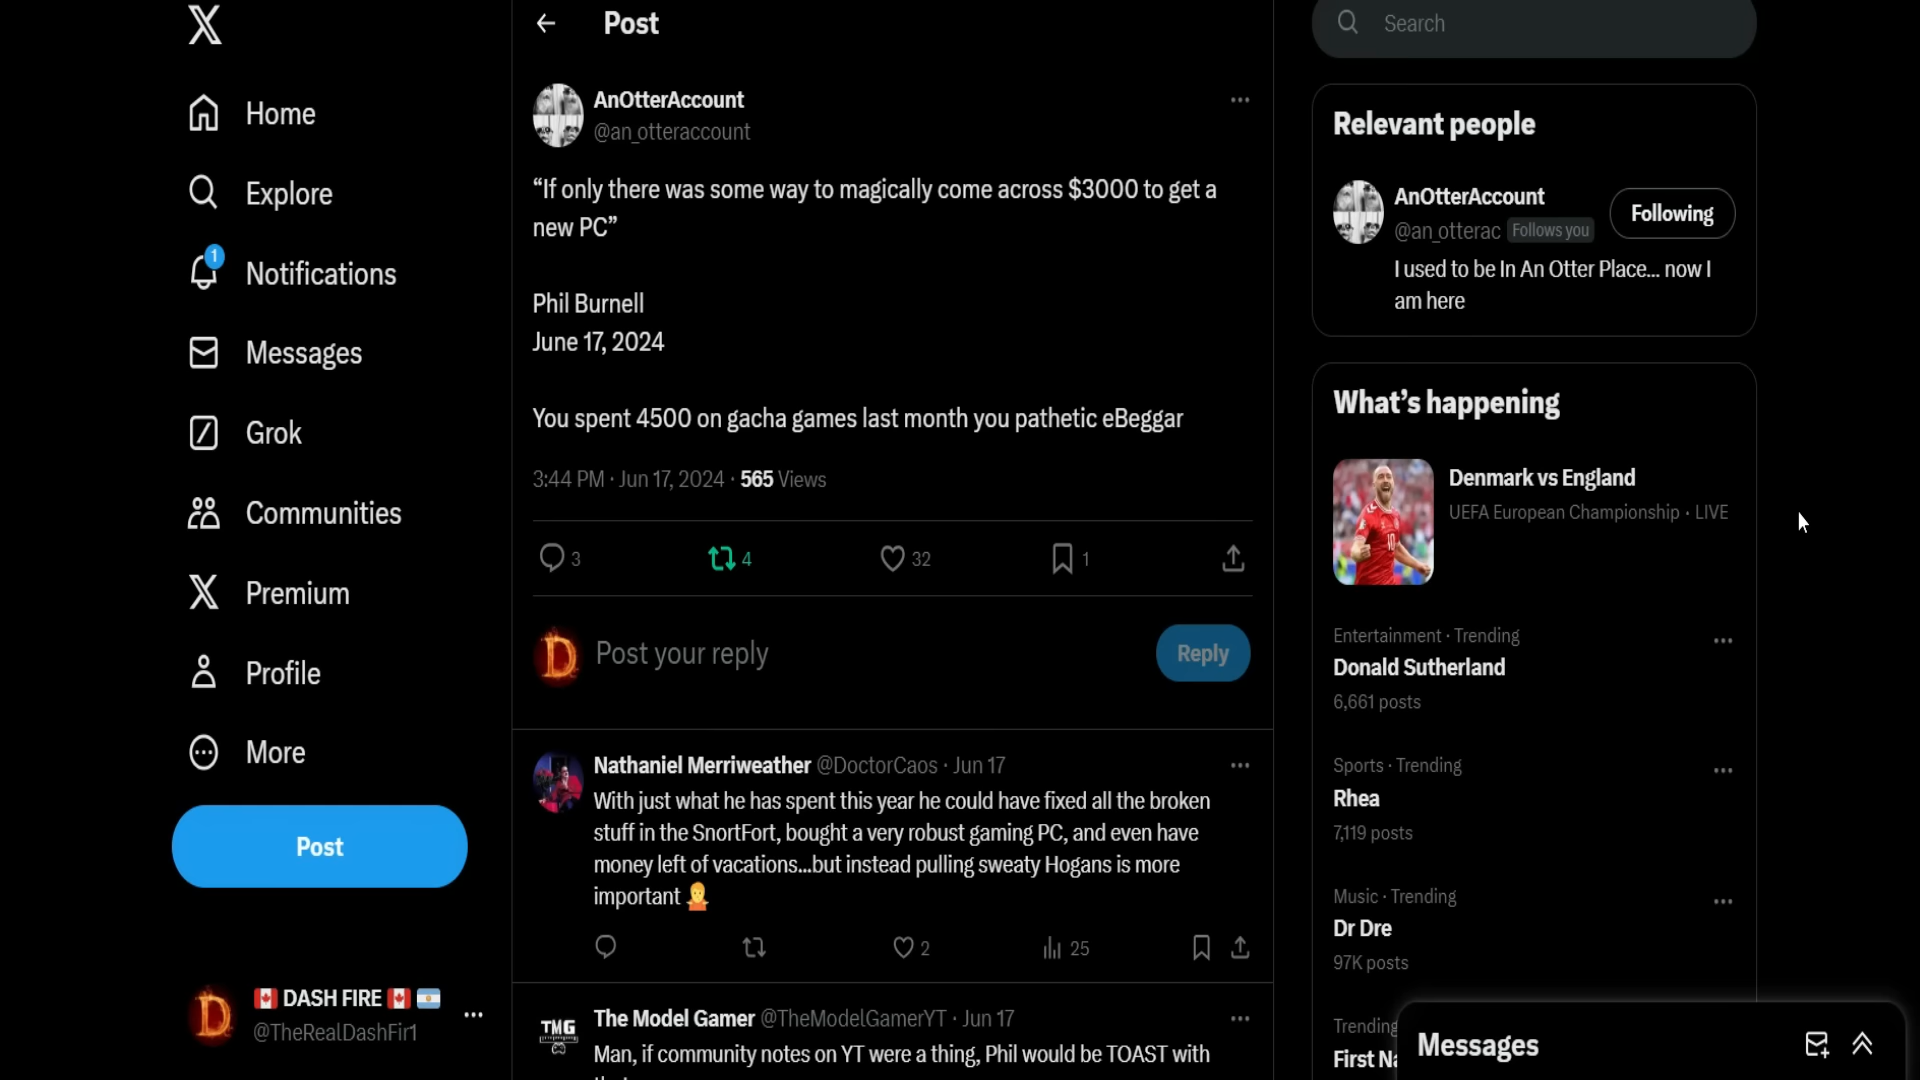 Home
Explore
1
Notifications
Messages
Grok
Communities
Premium
Profile
More
Post
DASH FIRE
@TheRealDashFir1
Post
AnOtterAccount
@an_otteraccount
“If only there was some way to magically come across $3000 to get a
new PC”
Phil Burnell
June 17, 2024
You spent 4500 on gacha games last month you pathetic eBeggar
3:44 PM · Jun 17, 2024 · 565 Views
3
4
32
1
Post your reply
Reply
Nathaniel Merriweather @DoctorCaos · Jun 17
With just what he has spent this year he could have fixed all the broken
stuff in the SnortFort, bought a very robust gaming PC, and even have
money left of vacations...but instead pulling sweaty Hogans is more
important
2
25
TMG
The Model Gamer @TheModelGamerYT · Jun 17
Man, if community notes on YT were a thing, Phil would be TOAST with
Search
Relevant people
AnOtterAccount
@an_otterac Follows you
Following
I used to be In An Otter Place... now I
am here
What’s happening
Denmark vs England
UEFA European Championship · LIVE
Entertainment · Trending
Donald Sutherland
6,661 posts
Sports · Trending
Rhea
7,119 posts
Music · Trending
Dr Dre
97K posts
Trending
First Na
Messages